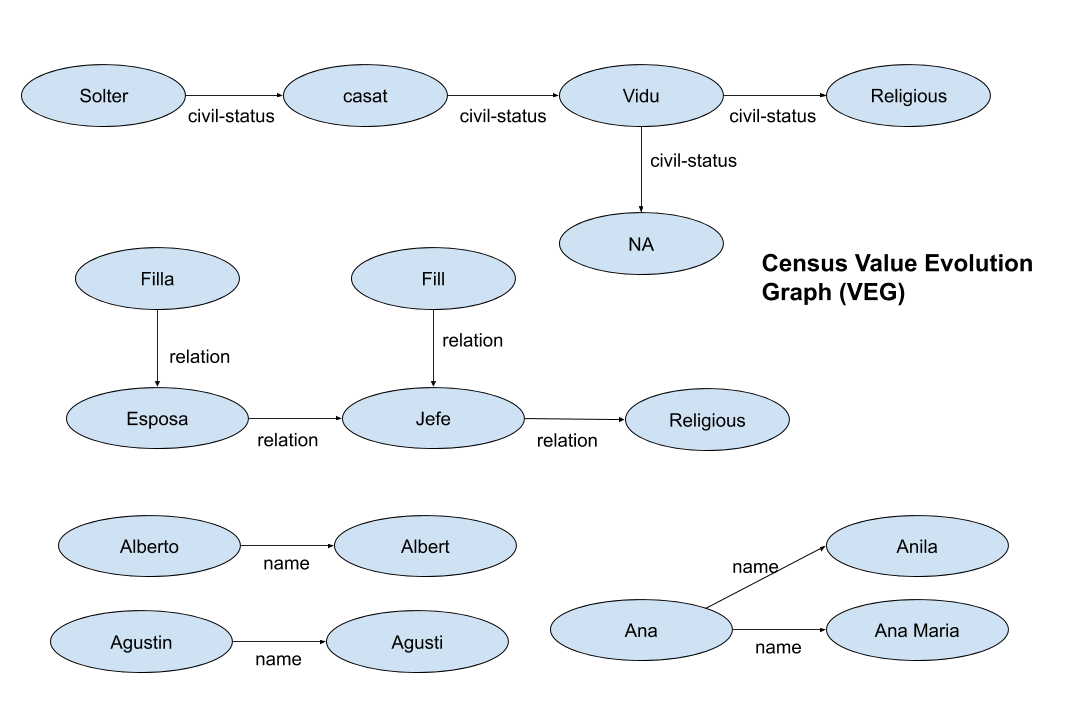 Solter
casat
Vidu
Religious
civil-status
civil-status
civil-status
civil-status
NA
Census Value Evolution
Graph (VEG)
Filla
Fill
relation
relation
Esposa
Jefe
Religious
relation
relation
Alberto
Albert
name
Agustin
Agusti
name
Ana
name
Anila
name
Ana Maria